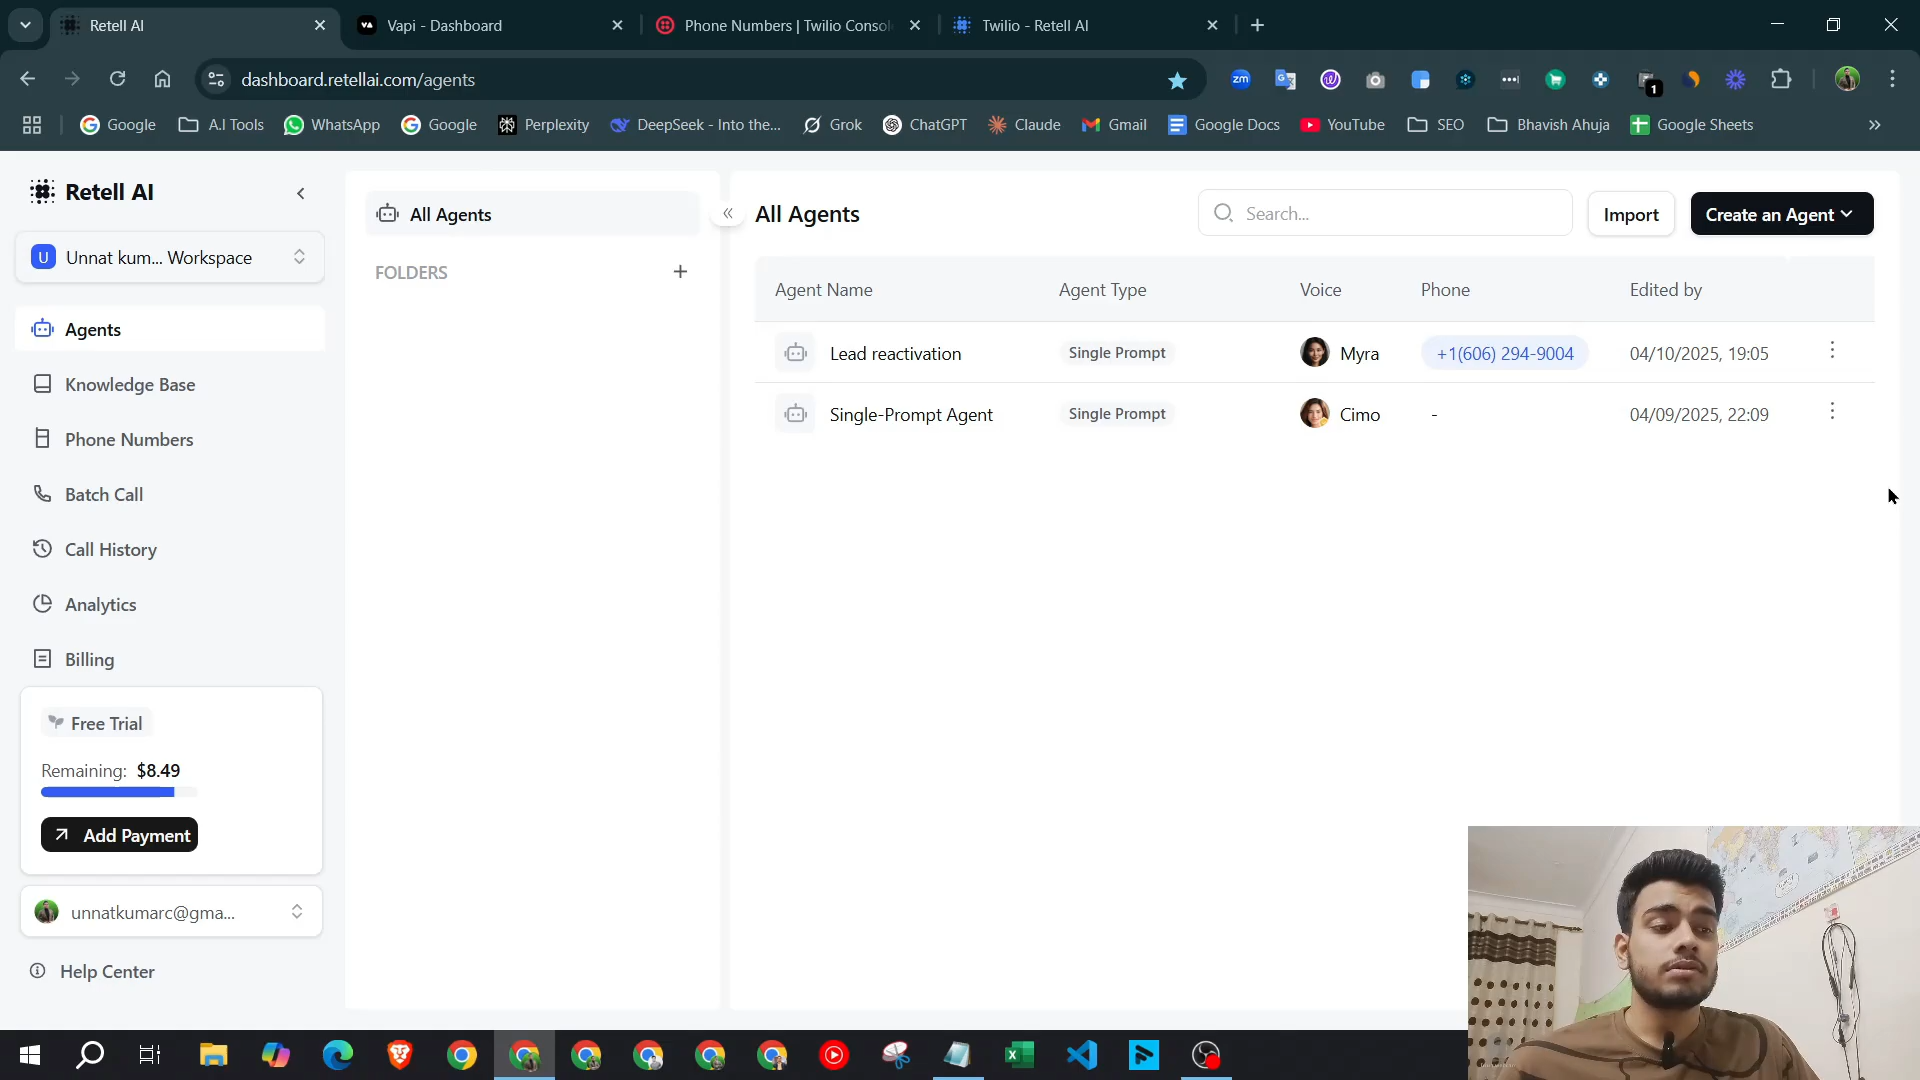 Retell AI
Vapi - Dashboard
Phone Numbers | Twilio Consol
Twilio - Retell AI
dashboard.retellai.com/agents
zm
1
Google
A.I Tools
WhatsApp
Google
Perplexity
DeepSeek - Into the...
Grok
ChatGPT
Claude
Gmail
Google Docs
YouTube
SEO
Bhavish Ahuja
Google Sheets
Retell AI
U Unnat kum... Workspace
Agents
Knowledge Base
Phone Numbers
Batch Call
Call History
Analytics
Billing
Free Trial
Remaining: $8.49
Add Payment
unnatkumarc@gma...
Help Center
All Agents
FOLDERS
All Agents
Search...
Import
Create an Agent
Agent Name Agent Type Voice Phone Edited by
Lead reactivation Single Prompt Myra +1(606) 294-9004 04/10/2025, 19:05
Single-Prompt Agent Single Prompt Cimo - 04/09/2025, 22:09